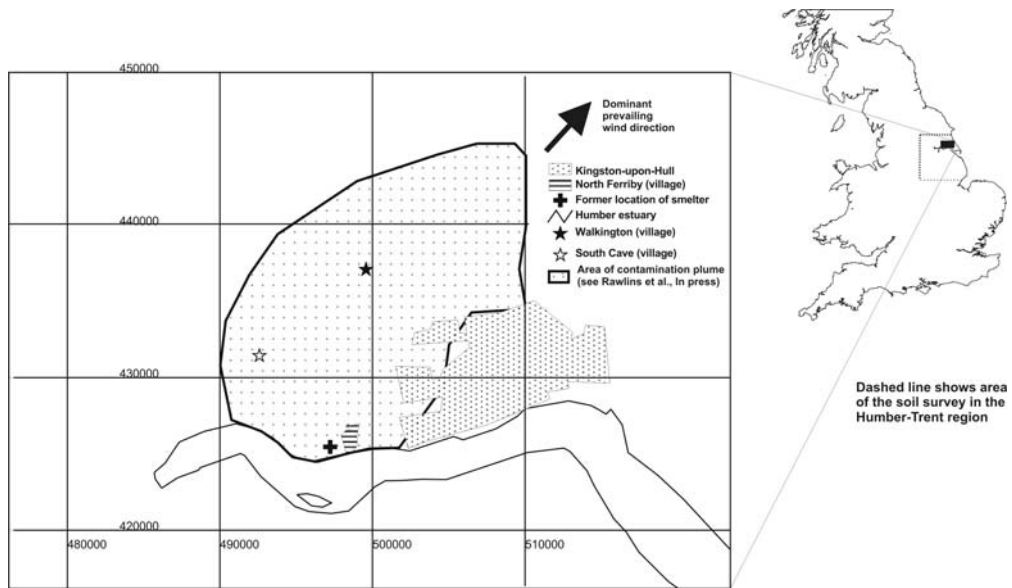 450000
440000
430000
420000
480000
490000
500000
510000
Dominant
prevailing
wind direction
Kingston-upon-Hull
North Ferriby (village)
Former location of smelter
Humber estuary
Walkington (village)
South Cave (village)
Area of contamination plume
(see Rawlins et al., In press)
Dashed line shows area
of the soil survey in the
Humber-Trent region